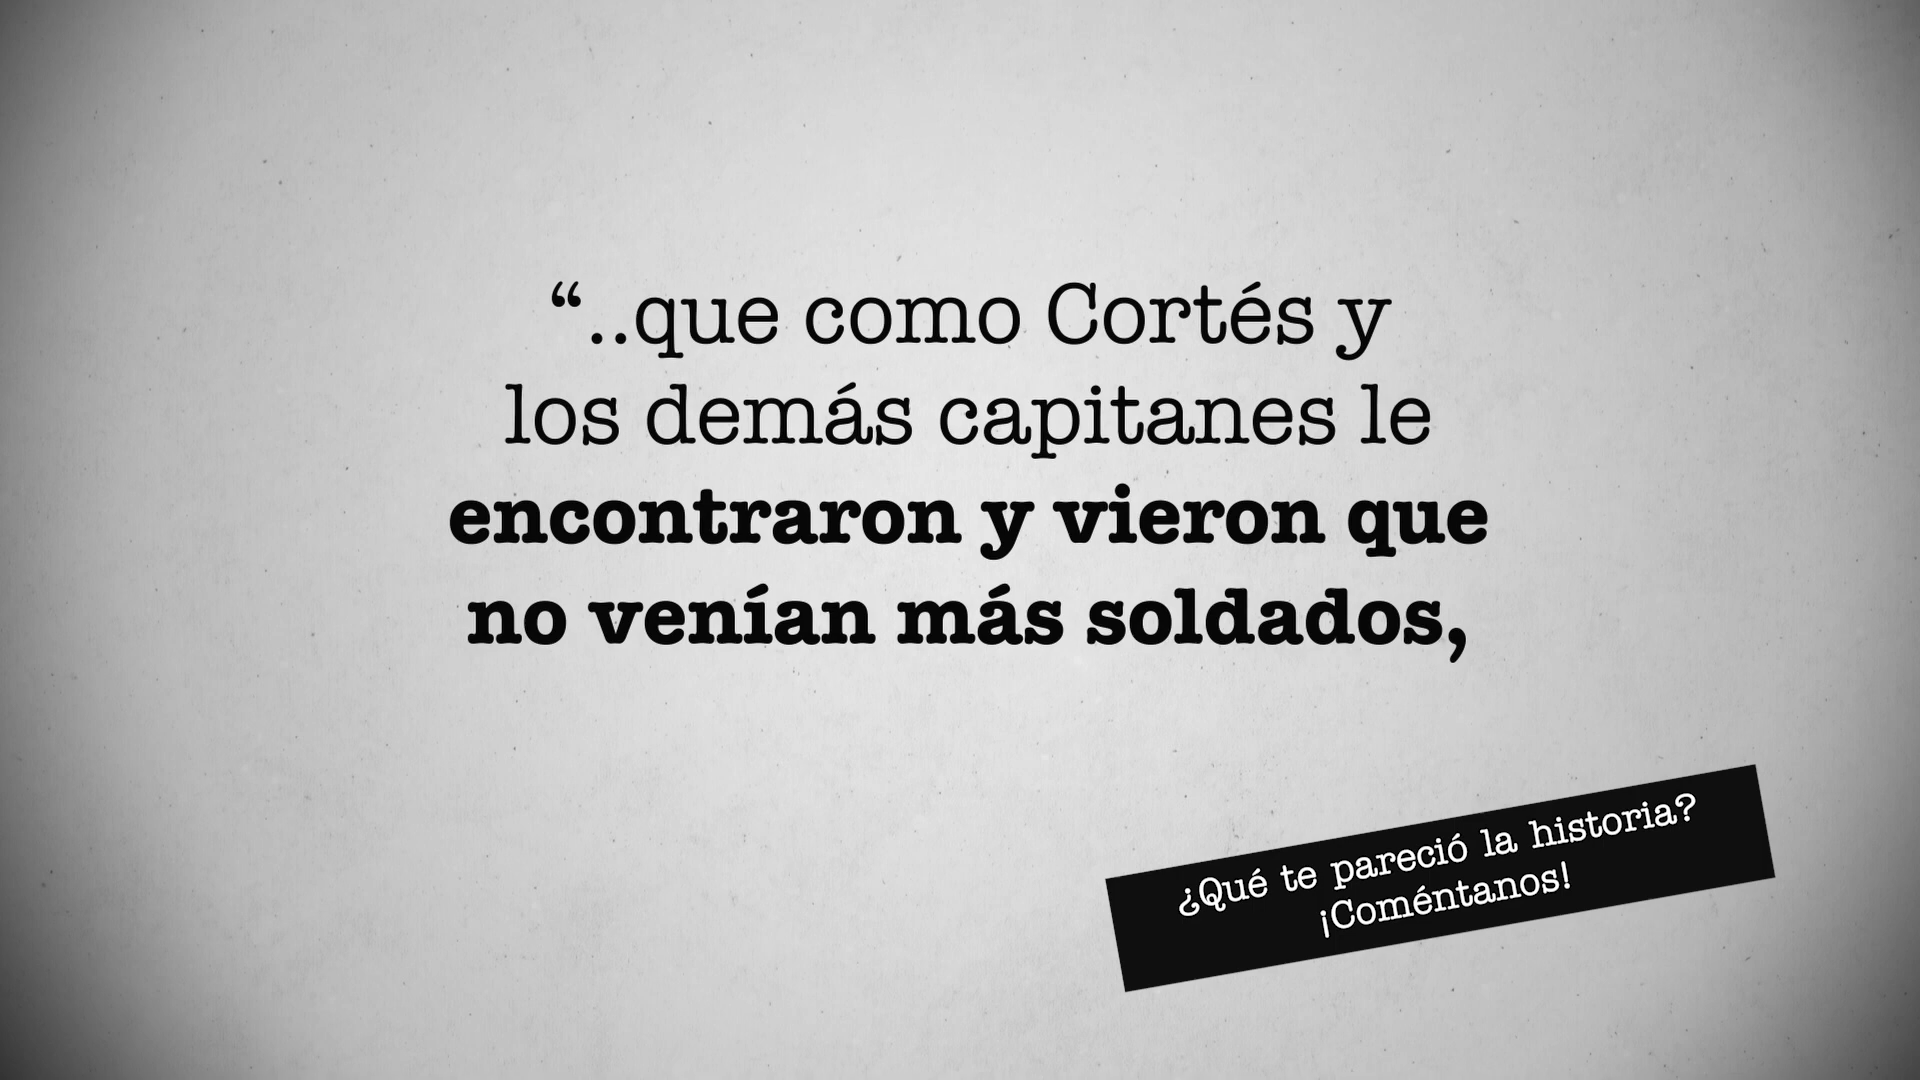 “..que como Cortés y
los demás capitanes le
encontraron y vieron que
no venían más soldados,
¿Qué te pareció la historia?
¡Coméntanos!